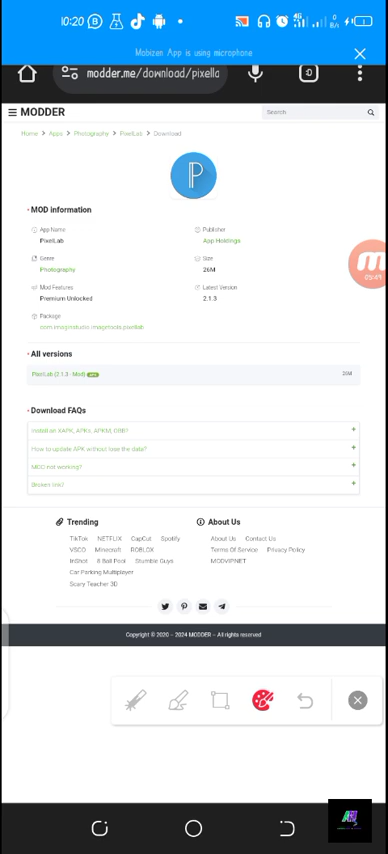 10:20
4G
0
B/s
Mobizen App is using microphone
modder.me/download/pixella
:D
MODDER
Search
Home > Apps > Photography > PixelLab > Download
P
MOD information
App Name
PixelLab
Publisher
App Holdings
Genre
Photography
Size
26M
Mod Features
Premium Unlocked
Latest Version
2.1.3
Package
com.imaginstudio.imagetools.pixellab
All versions
PixelLab (2.1.3 - Mod) APK
26M
Download FAQs
Install an XAPK, APKs, APKM, OBB? +
How to update APK without lose the data? +
MOD not working? +
Broken link? +
Trending
TikTok NETFLIX CapCut Spotify
VSCO Minecraft ROBLOX
InShot 8 Ball Pool Stumble Guys
Car Parking Multiplayer
Scary Teacher 3D
About Us
About Us Contact Us
Terms Of Service Privacy Policy
MODVIP.NET
Copyright © 2020 - 2024 MODDER - All rights reserved